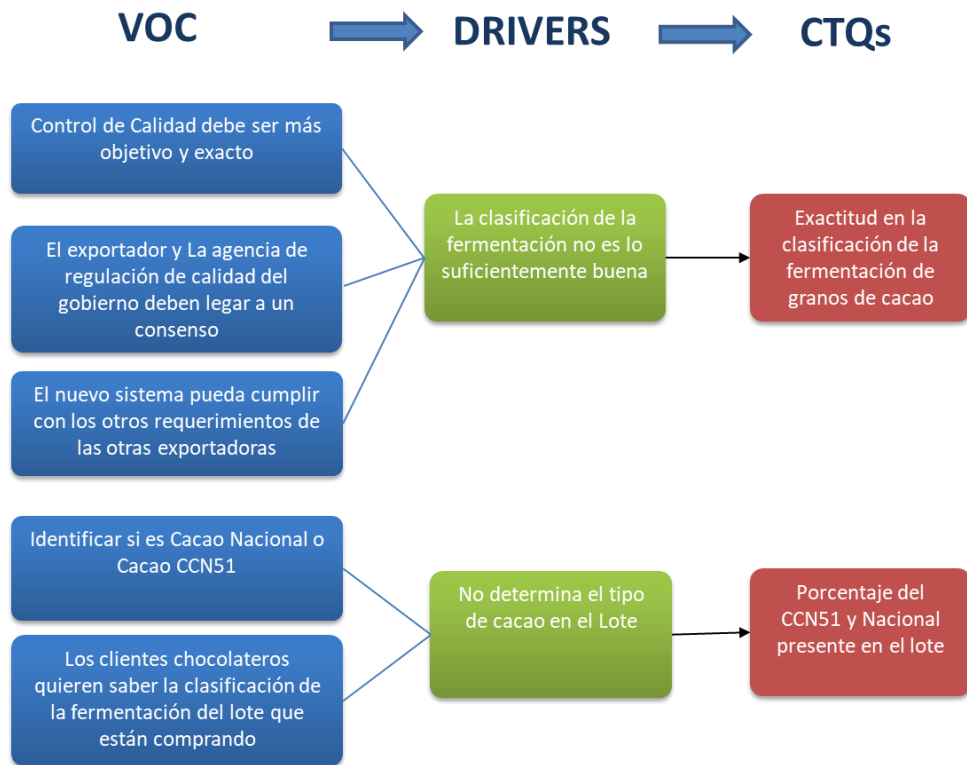 VOC
DRIVERS
CTQs
Control de Calidad debe ser más
objetivo y exacto
El exportador y La agencia de
regulación de calidad del
gobierno deben legar a un
consenso
El nuevo sistema pueda cumplir
con los otros requerimientos de
las otras exportadoras
La clasificación de la
fermentación no es lo
suficientemente buena
Exactitud en la
clasificación de la
fermentación de
granos de cacao
Identificar si es Cacao Nacional o
Cacao CCN51
Los clientes chocolateros
quieren saber la clasificación de
la fermentación del lote que
están comprando
No determina el tipo
de cacao en el Lote
Porcentaje del
CCN51 y Nacional
presente en el lote